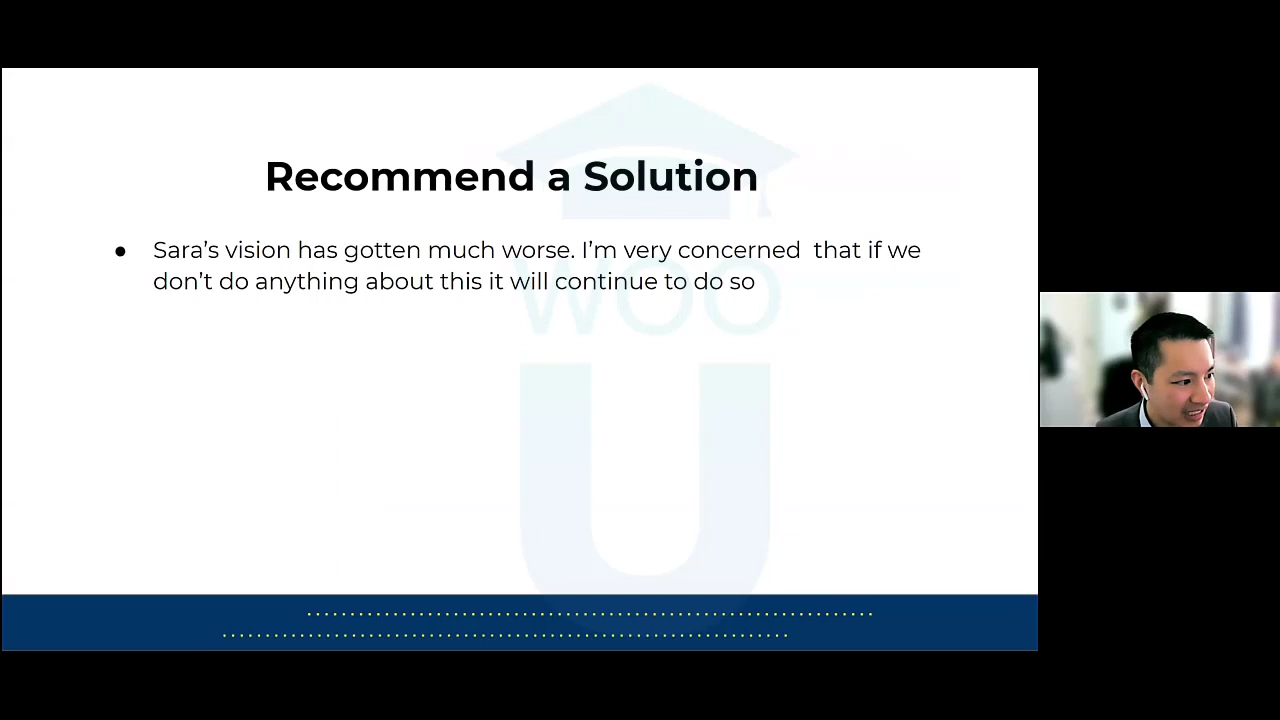 Recommend a Solution
● Sara’s vision has gotten much worse. I’m very concerned  that if we
don’t do anything about this it will continue to do so
WOO
U